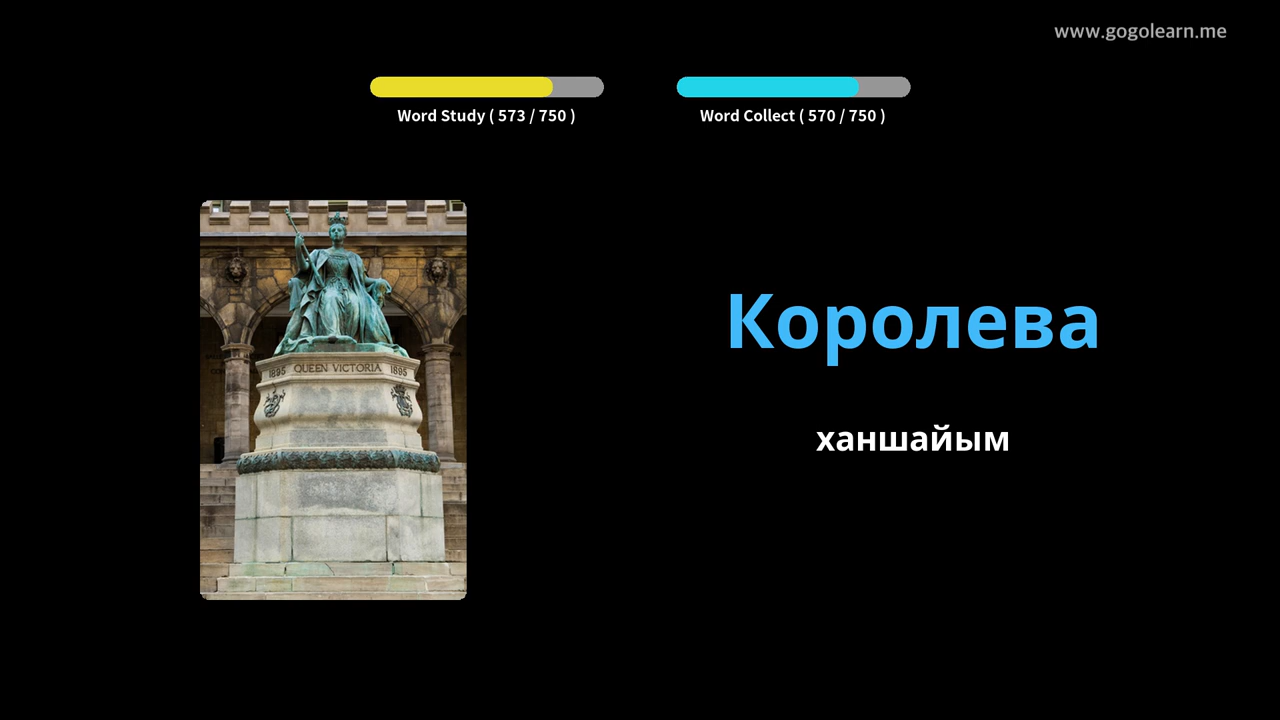 www.gogolearn.me
Word Study ( 573 / 750 )
Word Collect ( 570 / 750 )
1895 QUEEN VICTORIA 1895
Королева
ханшайым